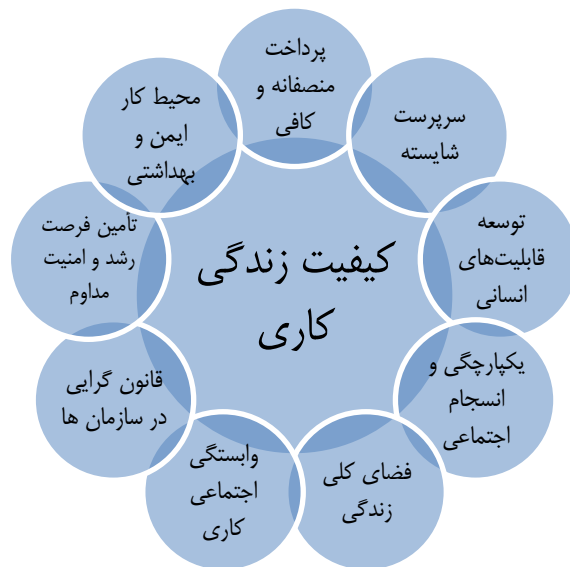 کیفیت زندگی
کاری
پرداخت
منصفانه و
کافی
سرپرست
شایسته
توسعه
قابلیت‌های
انسانی
یکپارچگی و
انسجام
اجتماعی
فضای کلی
زندگی
وابستگی
اجتماعی
کاری
قانون گرایی
در سازمان ها
تأمین فرصت
رشد و امنیت
مداوم
محیط کار
ایمن و
بهداشتی